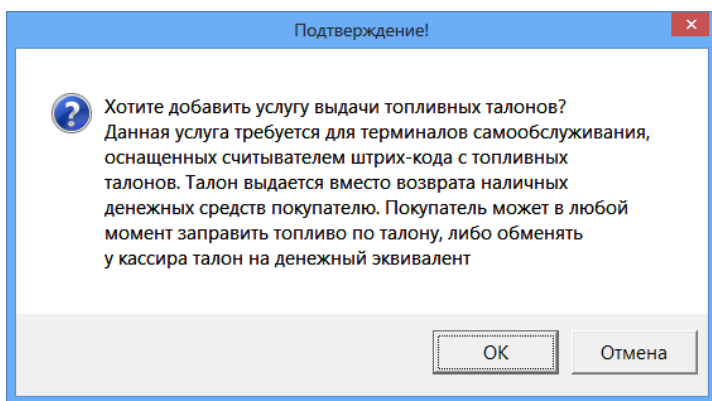 Подтверждение!
Хотите добавить услугу выдачи топливных талонов?
Данная услуга требуется для терминалов самообслуживания,
оснащенных считывателем штрих-кода с топливных
талонов. Талон выдается вместо возврата наличных
денежных средств покупателю. Покупатель может в любой
момент заправить топливо по талону, либо обменять
у кассира талон на денежный эквивалент
OK
Отмена